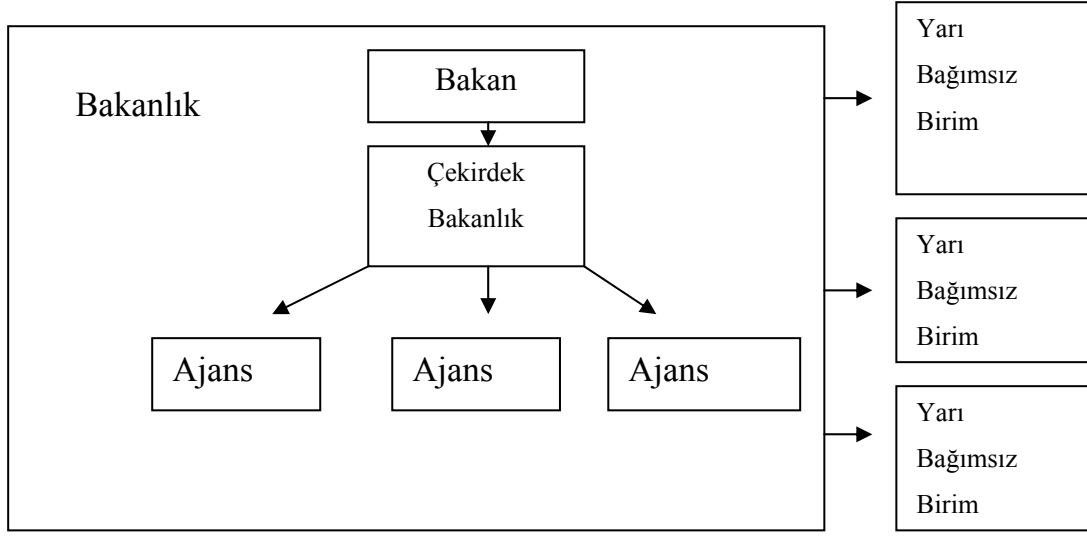 Bakanlık
Bakan
Çekirdek
Bakanlık
Ajans
Ajans
Ajans
Yarı
Bağımsız
Birim
Yarı
Bağımsız
Birim
Yarı
Bağımsız
Birim